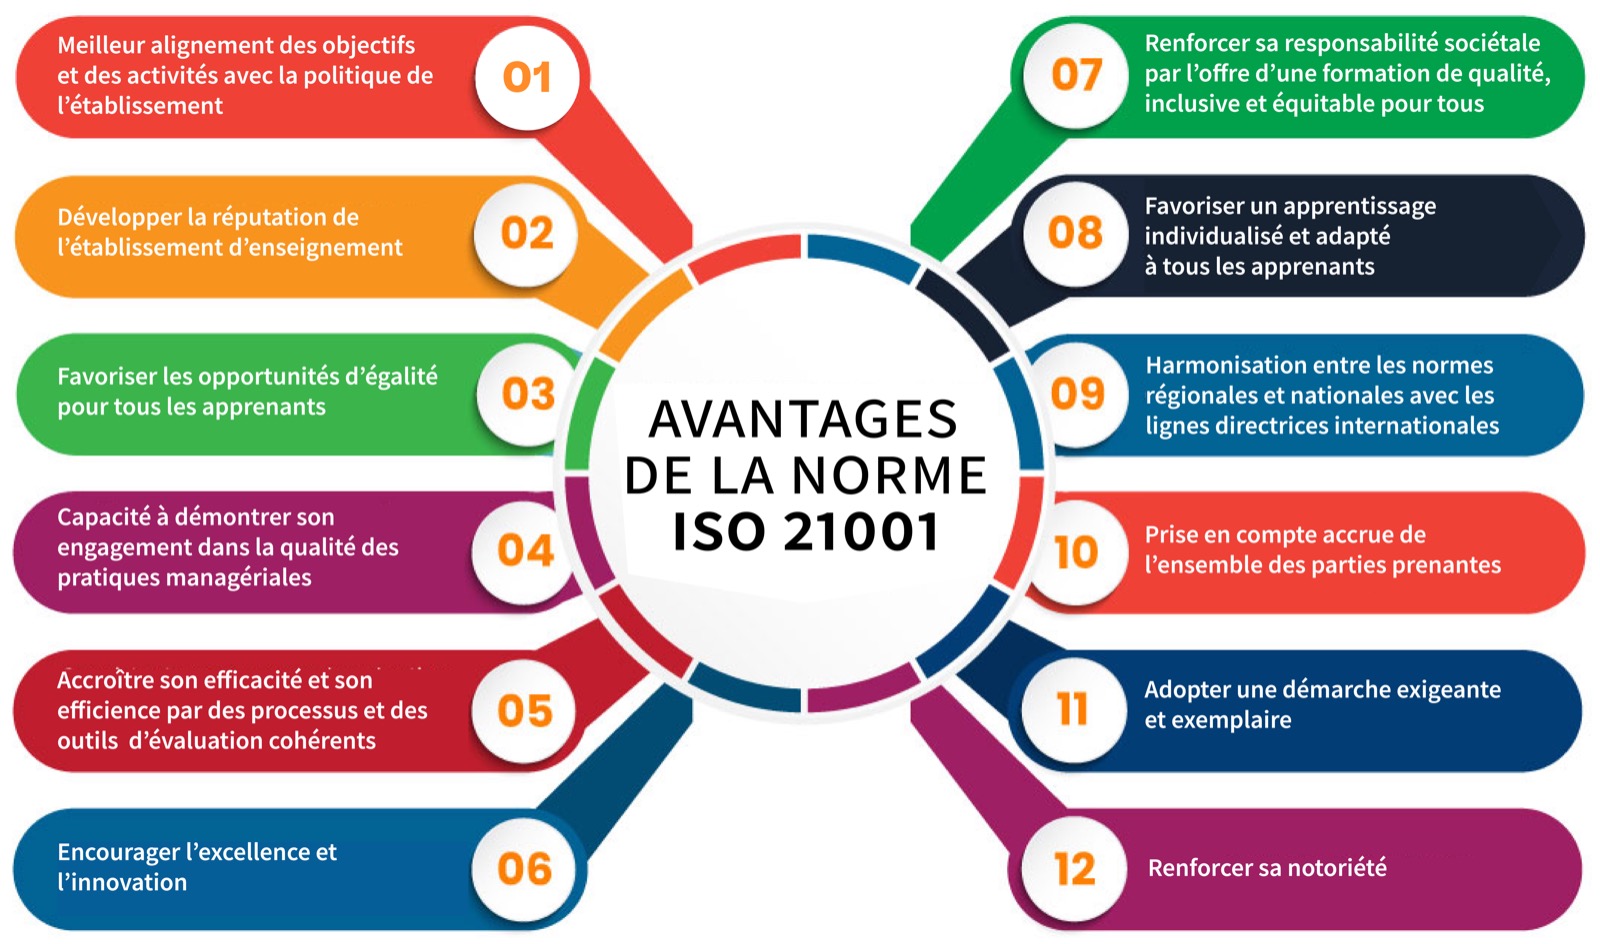 01
Meilleur alignement des objectifs
et des activités avec la politique de
l’établissement
02
Développer la réputation de
l’établissement d’enseignement
03
Favoriser les opportunités d’égalité
pour tous les apprenants
04
Capacité à démontrer son
engagement dans la qualité des
pratiques managériales
05
Accroître son efficacité et son
efficience par des processus et des
outils  d’évaluation cohérents
06
Encourager l’excellence et
l’innovation
AVANTAGES
DE LA NORME
ISO 21001
07
Renforcer sa responsabilité sociétale
par l’offre d’une formation de qualité,
inclusive et équitable pour tous
08
Favoriser un apprentissage
individualisé et adapté
à tous les apprenants
09
Harmonisation entre les normes
régionales et nationales avec les
lignes directrices internationales
10
Prise en compte accrue de
l’ensemble des parties prenantes
11
Adopter une démarche exigeante
et exemplaire
12
Renforcer sa notoriété